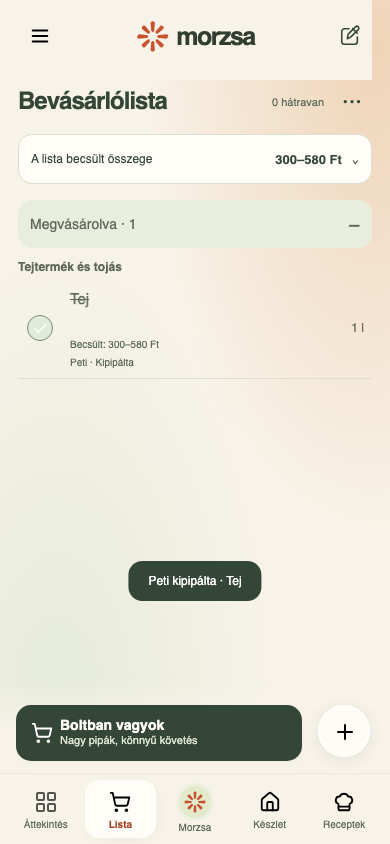 morzsa
Bevásárlólista
0 hátravan
A lista becsült összege
300–580 Ft
Megvásárolva · 1
Tejtermék és tojás
Tej
1 l
Becsült: 300–580 Ft
Peti · Kipipálta
Peti kipipálta · Tej
Boltban vagyok
Nagy pipák, könnyű követés
Áttekintés
Lista
Morzsa
Készlet
Receptek